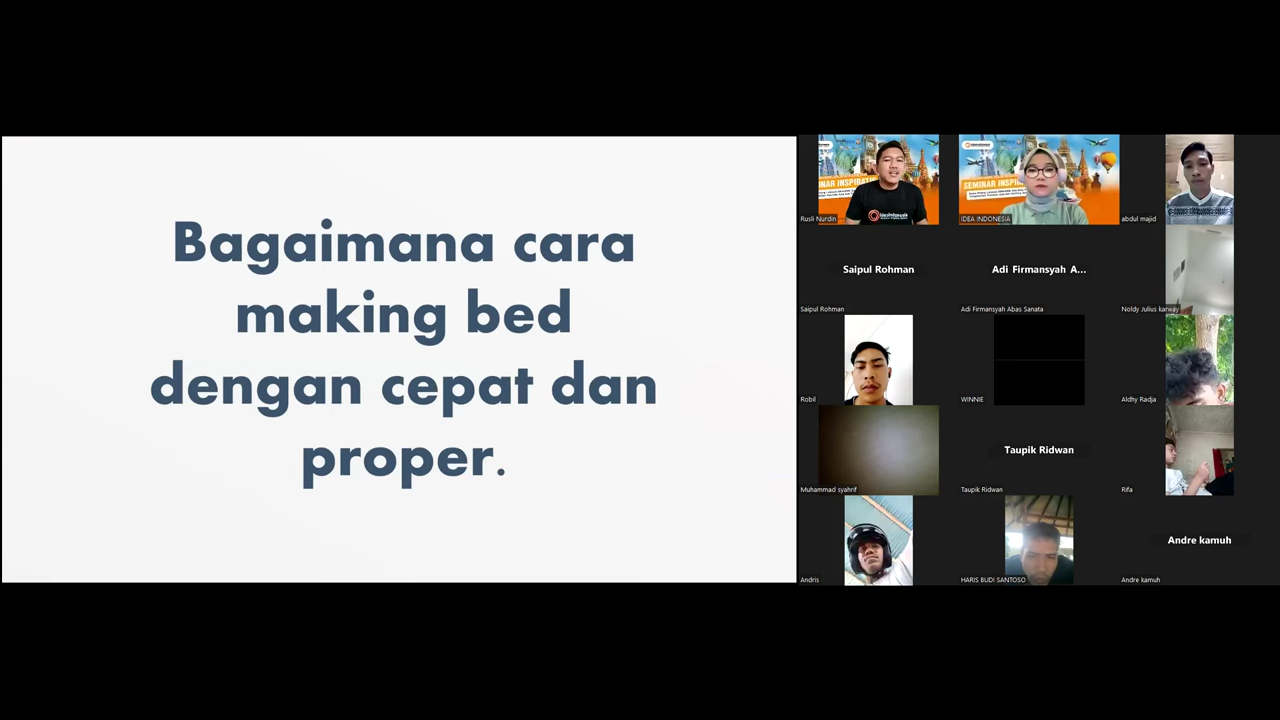 Bagaimana cara
making bed
dengan cepat dan
proper.
SEMINAR INSPIRATIF
Rusli Nurdin
IDEA INDONESIA
abdul majid
Saipul Rohman
Saipul Rohman
Adi Firmansyah A...
Adi Firmansyah Abas Sanata
Noldy Julius karway
Robil
WINNIE
Aldhy Radja
Muhammad syahrif
Taupik Ridwan
Taupik Ridwan
Rifa
Andris
HARIS BUDI SANTOSO
Andre kamuh
Andre kamuh